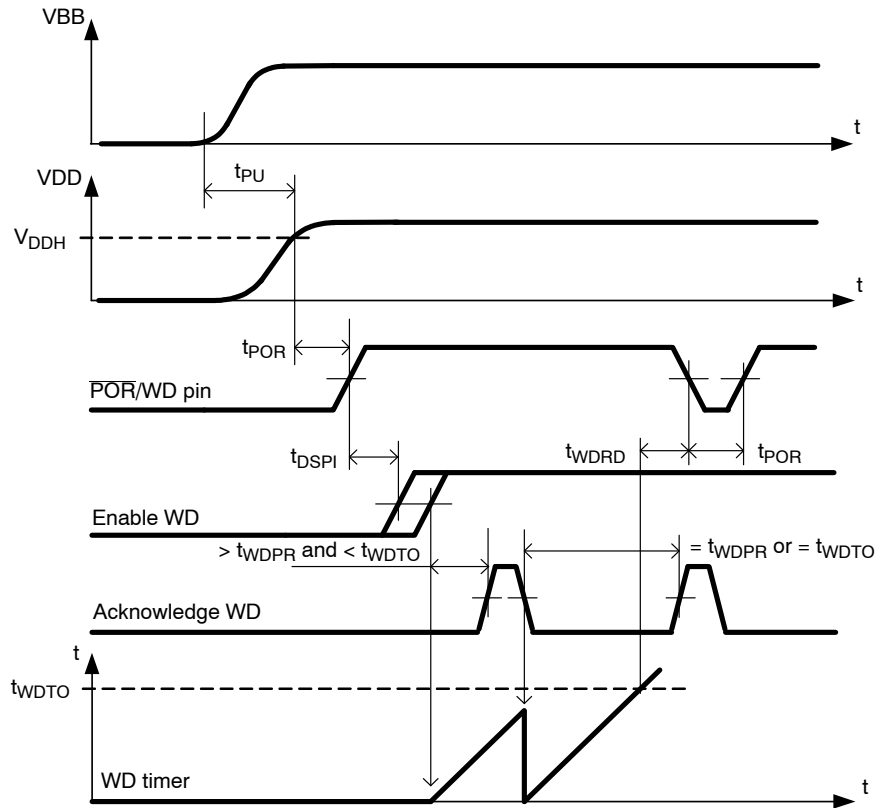 VBB
t
tPU
VDD
VDDH
t
tPOR
POR/WD pin
tDSPI
tWDRD
tPOR
Enable WD
> tWDPR and < tWDTO
= tWDPR or = tWDTO
Acknowledge WD
t
tWDTO
WD timer
t